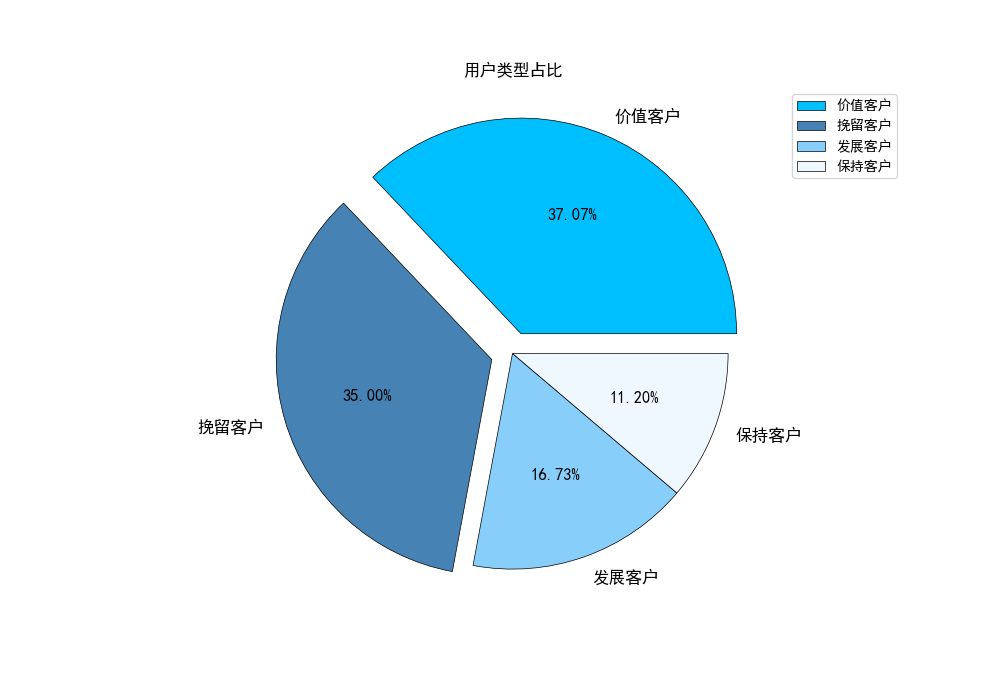 用户类型占比
价值客户
挽留客户
发展客户
保持客户
价值客户
37.07%
35.00%
挽留客户
11.20%
保持客户
16.73%
发展客户